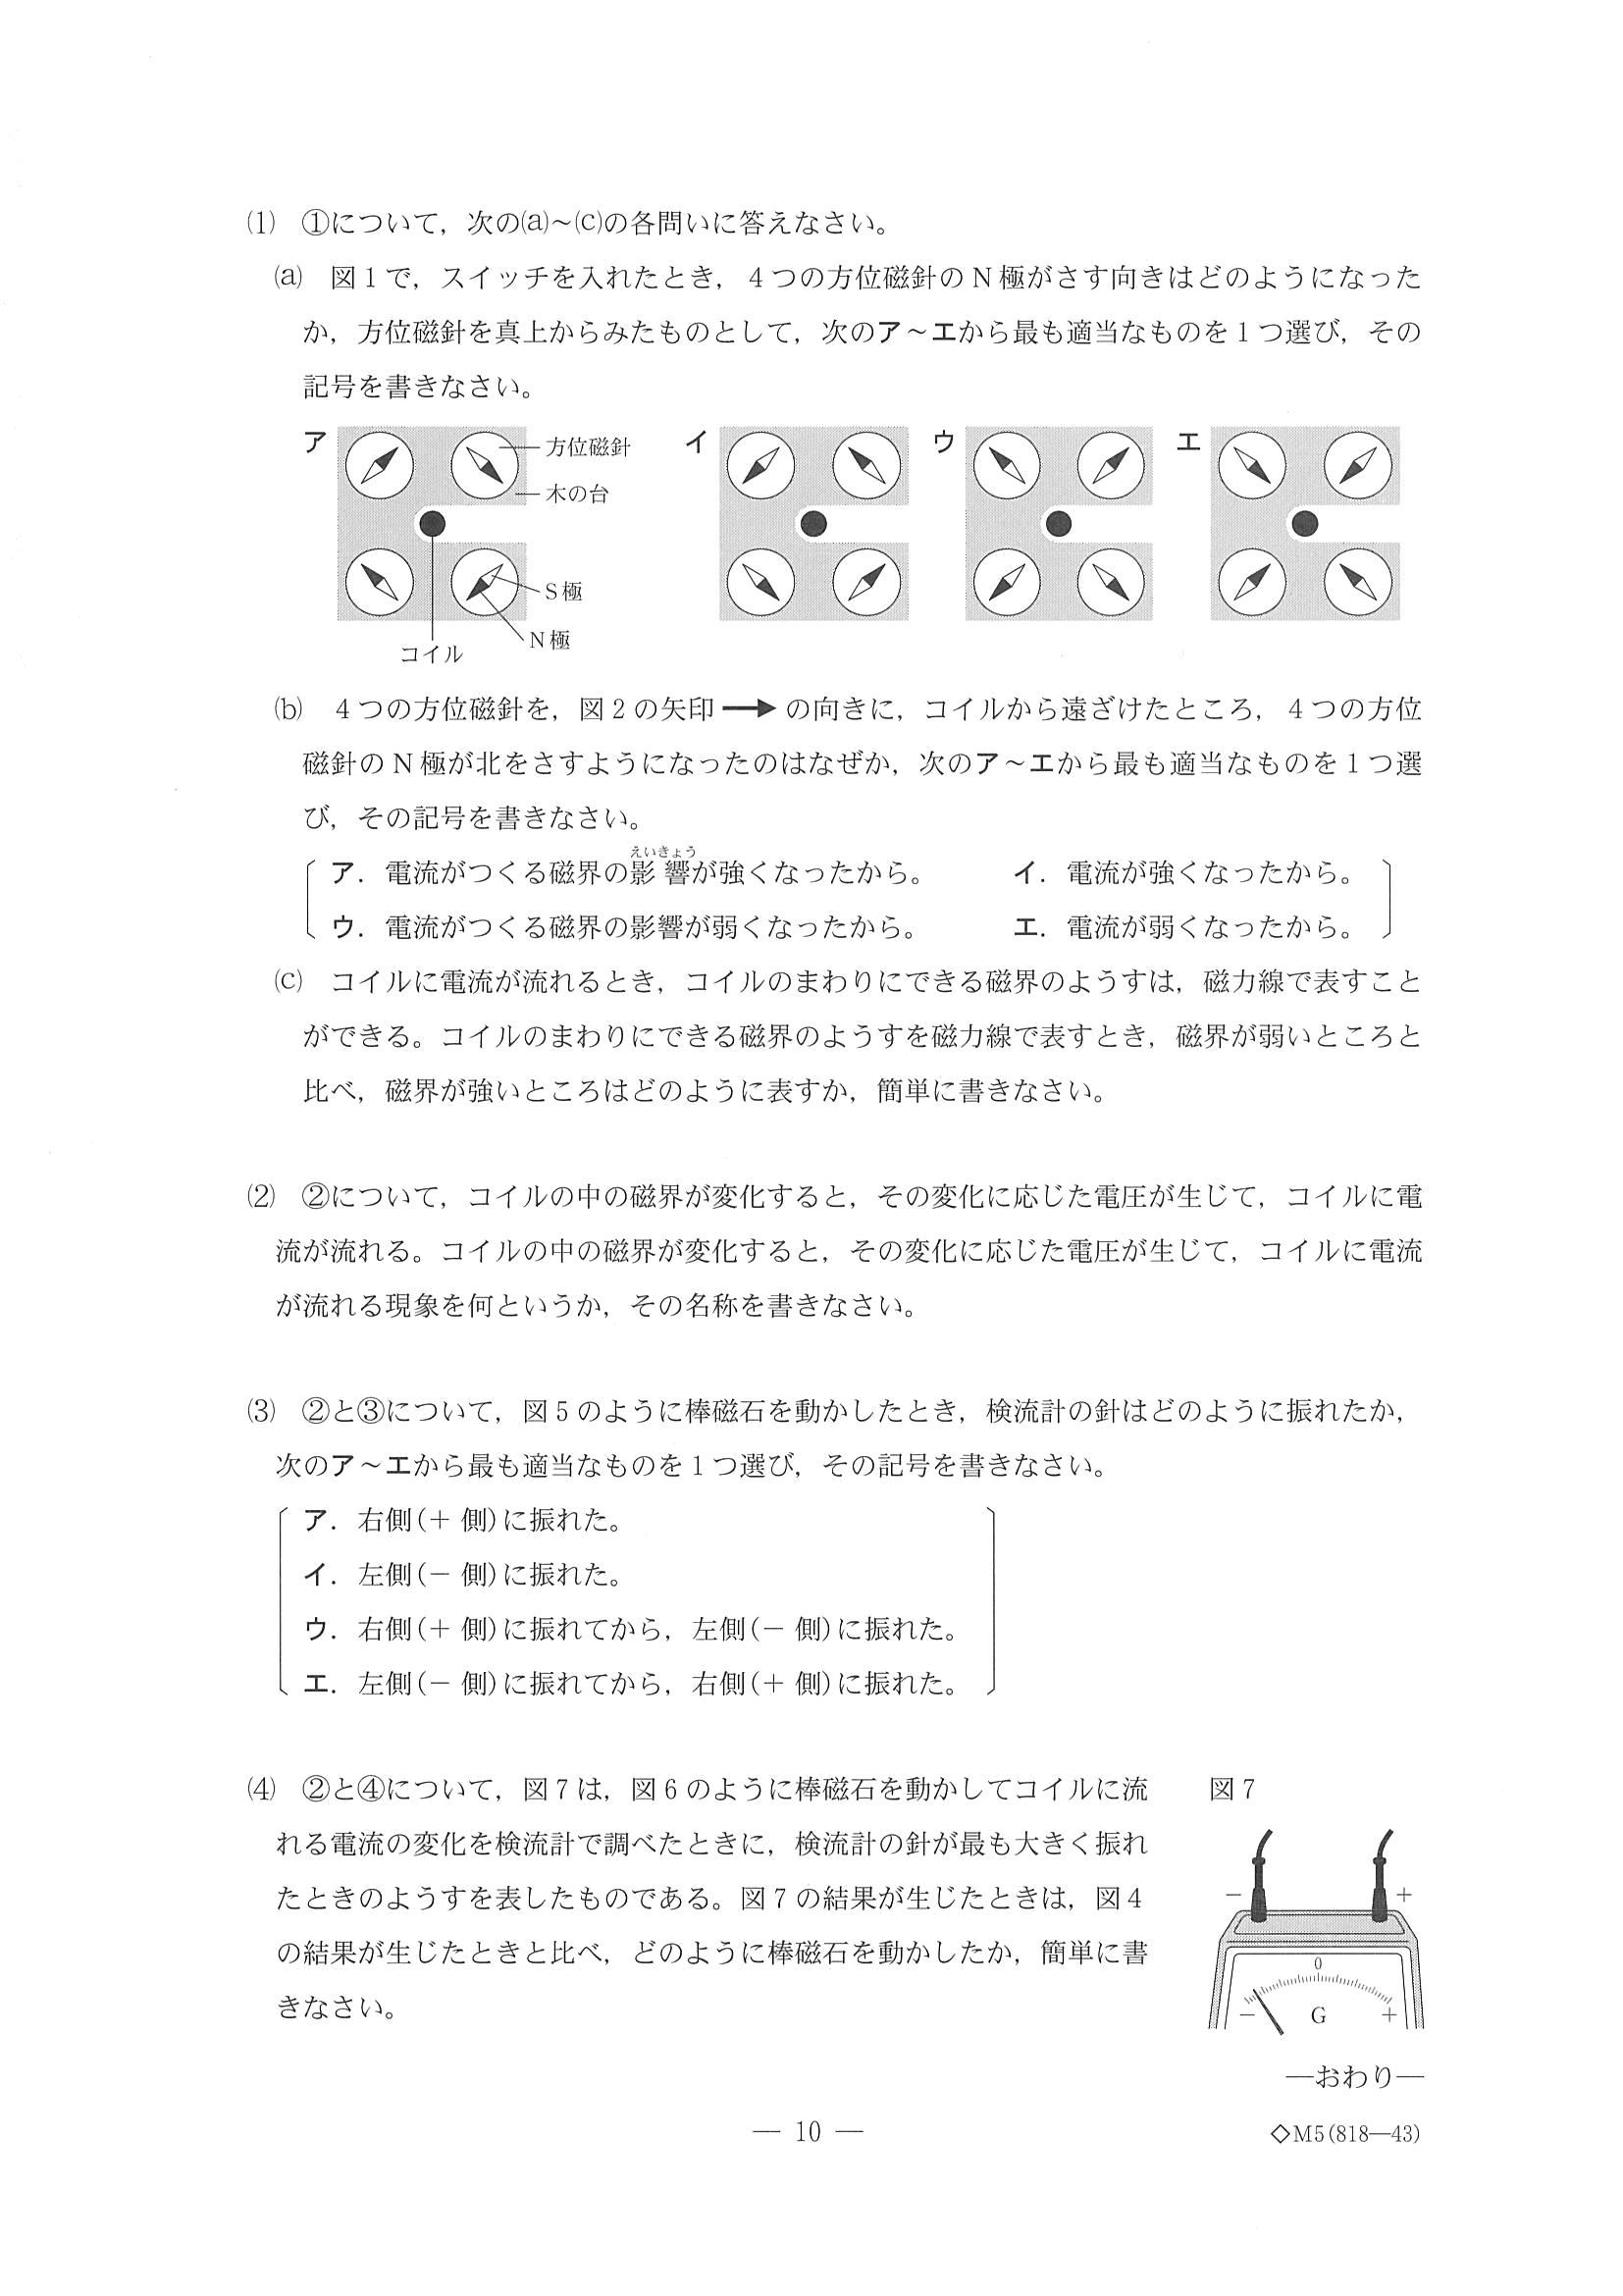 ⑴　①について，次の⒜～⒞の各問いに答えなさい。
⒜　図1で，スイッチを入れたとき，4つの方位磁針のN極がさす向きはどのようになった
か，方位磁針を真上からみたものとして，次のア～エから最も適当なものを1つ選び，その
記号を書きなさい。
ア　方位磁針　木の台　S極　N極　コイル　イ　ウ　エ
⒝　4つの方位磁針を，図2の矢印 ➡ の向きに，コイルから遠ざけたところ，4つの方位
磁針のN極が北をさすようになったのはなぜか，次のア～エから最も適当なものを1つ選
び，その記号を書きなさい。
えいきょう
ア．電流がつくる磁界の影響が強くなったから。　イ．電流が強くなったから。
ウ．電流がつくる磁界の影響が弱くなったから。　エ．電流が弱くなったから。
⒞　コイルに電流が流れるとき，コイルのまわりにできる磁界のようすは，磁力線で表すこと
ができる。コイルのまわりにできる磁界のようすを磁力線で表すとき，磁界が弱いところと
比べ，磁界が強いところはどのように表すか，簡単に書きなさい。
⑵　②について，コイルの中の磁界が変化すると，その変化に応じた電圧が生じて，コイルに電
流が流れる。コイルの中の磁界が変化すると，その変化に応じた電圧が生じて，コイルに電流
が流れる現象を何というか，その名称を書きなさい。
⑶　②と③について，図5のように棒磁石を動かしたとき，検流計の針はどのように振れたか，
次のア～エから最も適当なものを1つ選び，その記号を書きなさい。
ア．右側(＋ 側)に振れた。
イ．左側(－ 側)に振れた。
ウ．右側(＋ 側)に振れてから，左側(－ 側)に振れた。
エ．左側(－ 側)に振れてから，右側(＋ 側)に振れた。
⑷　②と④について，図7は，図6のように棒磁石を動かしてコイルに流
れる電流の変化を検流計で調べたときに，検流計の針が最も大きく振れ
たときのようすを表したものである。図7の結果が生じたときは，図4
の結果が生じたときと比べ，どのように棒磁石を動かしたか，簡単に書
きなさい。
図7
－　＋
0
－　G　＋
―おわり―
― 10 ―
◇M5(818―43)